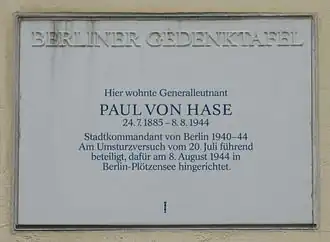 BERLINER GEDENKTAFEL
Hier wohnte Generalleutnant
PAUL VON HASE
24.7.1885 – 8.8.1944
Stadtkommandant von Berlin 1940–44
Am Umsturzversuch vom 20. Juli führend
beteiligt, dafür am 8. August 1944 in
Berlin-Plötzensee hingerichtet.